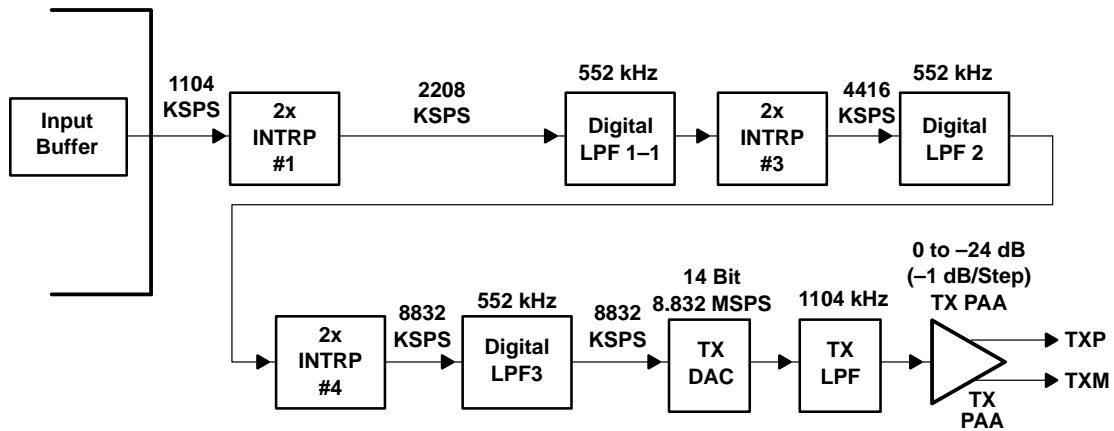 Input
Buffer
1104
KSPS
2x
INTRP
#1
2208
KSPS
552 kHz
Digital
LPF 1–1
2x
INTRP
#3
4416
KSPS
552 kHz
Digital
LPF 2
2x
INTRP
#4
8832
KSPS
552 kHz
Digital
LPF3
8832
KSPS
14 Bit
8.832 MSPS
TX
DAC
1104 kHz
TX
LPF
0 to –24 dB
(–1 dB/Step)
TX PAA
TXP
TXM
TX
PAA